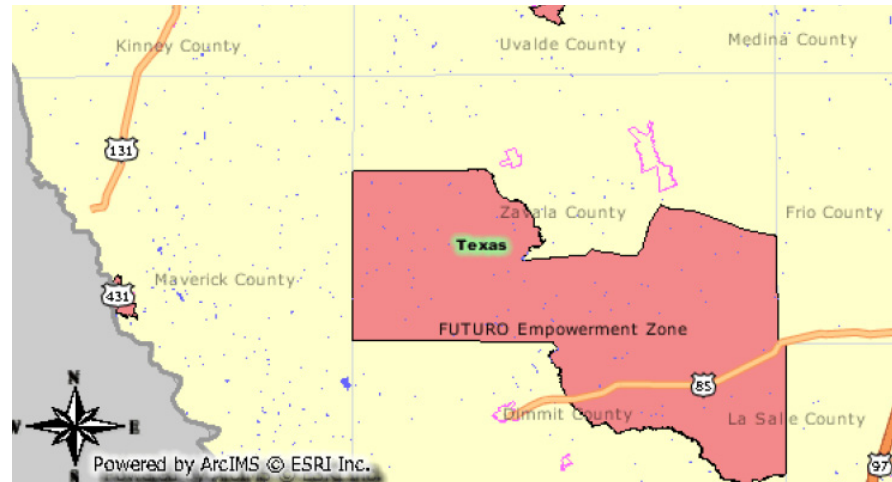 Kinney County
Uvalde County
Medina County
131
Zavala County
Frio County
Texas
Maverick County
431
FUTURO Empowerment Zone
85
Dimmit County
La Salle County
N
W
E
S
Powered by ArcIMS © ESRI Inc.
97